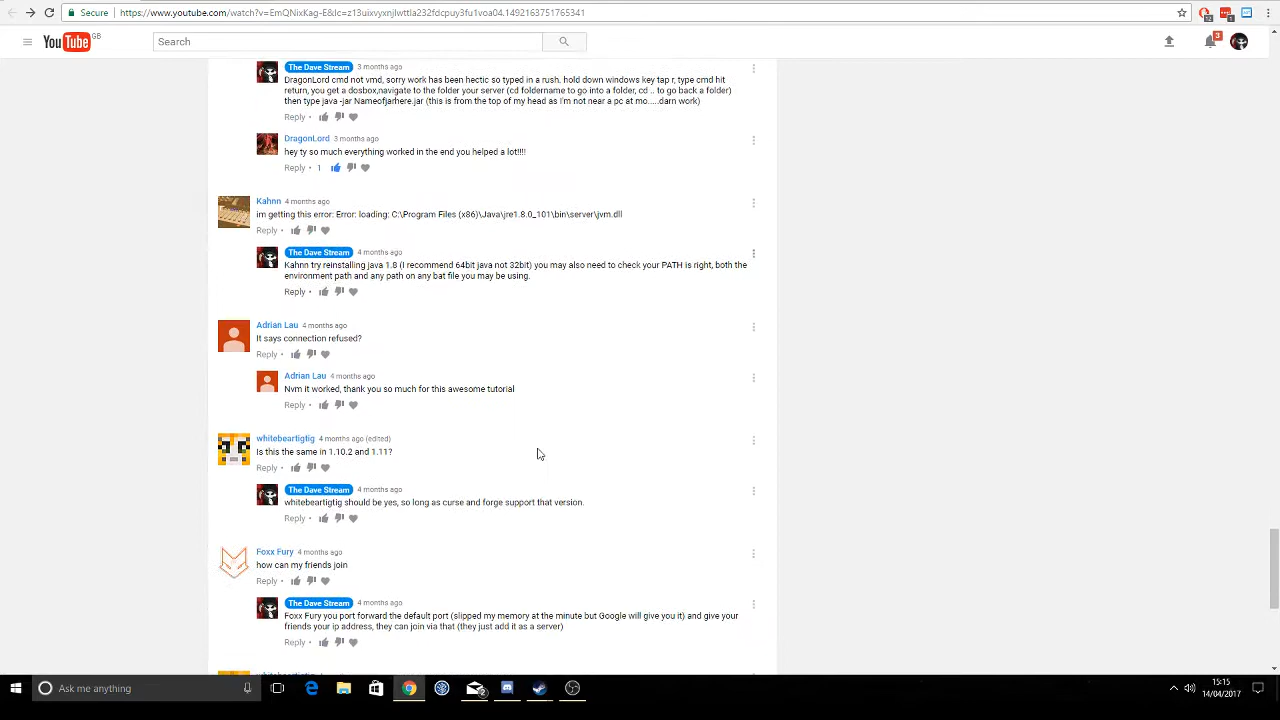 Secure
https://www.youtube.com/watch?v=EmQNixKag-E&lc=z13uixvyxnjlwttla232fdcpuy3fu1voa04.1492163751765341
12
1
YouTube GB
Search
3
The Dave Stream 3 months ago
DragonLord cmd not vmd, sorry work has been hectic so typed in a rush, hold down windows key tap r, type cmd hit
return, you get a dosbox,navigate to the folder your server (cd foldername to go into a folder, cd .. to go back a folder)
then type java -jar Nameofjarhere.jar (this is from the top of my head as I'm not near a pc at mo.....darn work)
Reply •
DragonLord 3 months ago
hey ty so much everything worked in the end you helped a lot!!!!
Reply • 1
Kahnn 4 months ago
im getting this error: Error: loading: C:\Program Files (x86)\Java\jre1.8.0_101\bin\server\jvm.dll
Reply •
The Dave Stream 4 months ago
Kahnn try reinstalling java 1.8 (I recommend 64bit java not 32bit) you may also need to check your PATH is right, both the
environment path and any path on any bat file you may be using.
Reply •
Adrian Lau 4 months ago
It says connection refused?
Reply •
Adrian Lau 4 months ago
Nvm it worked, thank you so much for this awesome tutorial
Reply •
whitebeartigtig 4 months ago (edited)
Is this the same in 1.10.2 and 1.11?
Reply •
The Dave Stream 4 months ago
whitebeartigtig should be yes, so long as curse and forge support that version.
Reply •
Foxx Fury 4 months ago
how can my friends join
Reply •
The Dave Stream 4 months ago
Foxx Fury you port forward the default port (slipped my memory at the minute but Google will give you it) and give your
friends your ip address, they can join via that (they just add it as a server)
Reply •
Ask me anything
15:15
14/04/2017